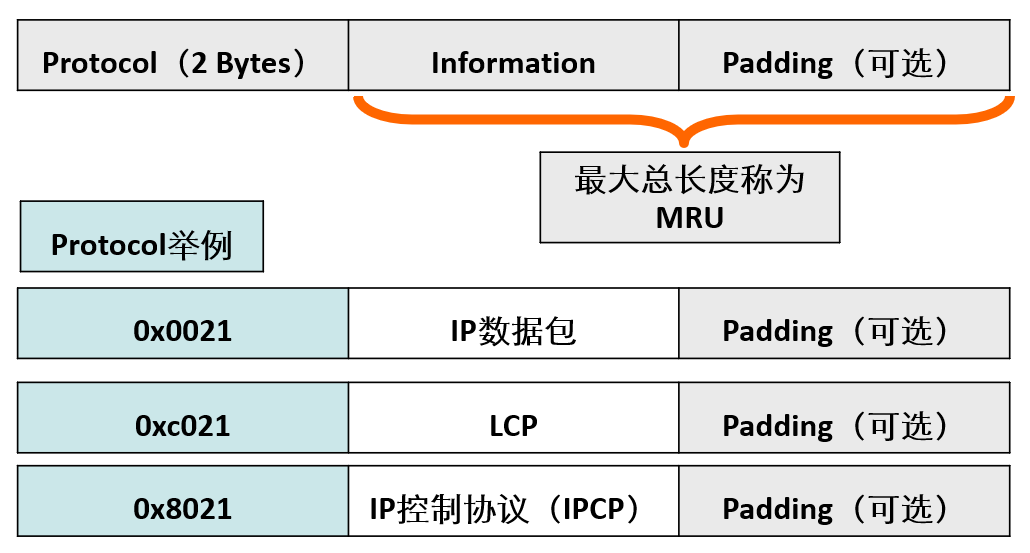 Protocol（2 Bytes） Information Padding（可选）
最大总长度称为
MRU
Protocol举例
0x0021 IP数据包 Padding（可选）
0xc021 LCP Padding（可选）
0x8021 IP控制协议（IPCP） Padding（可选）